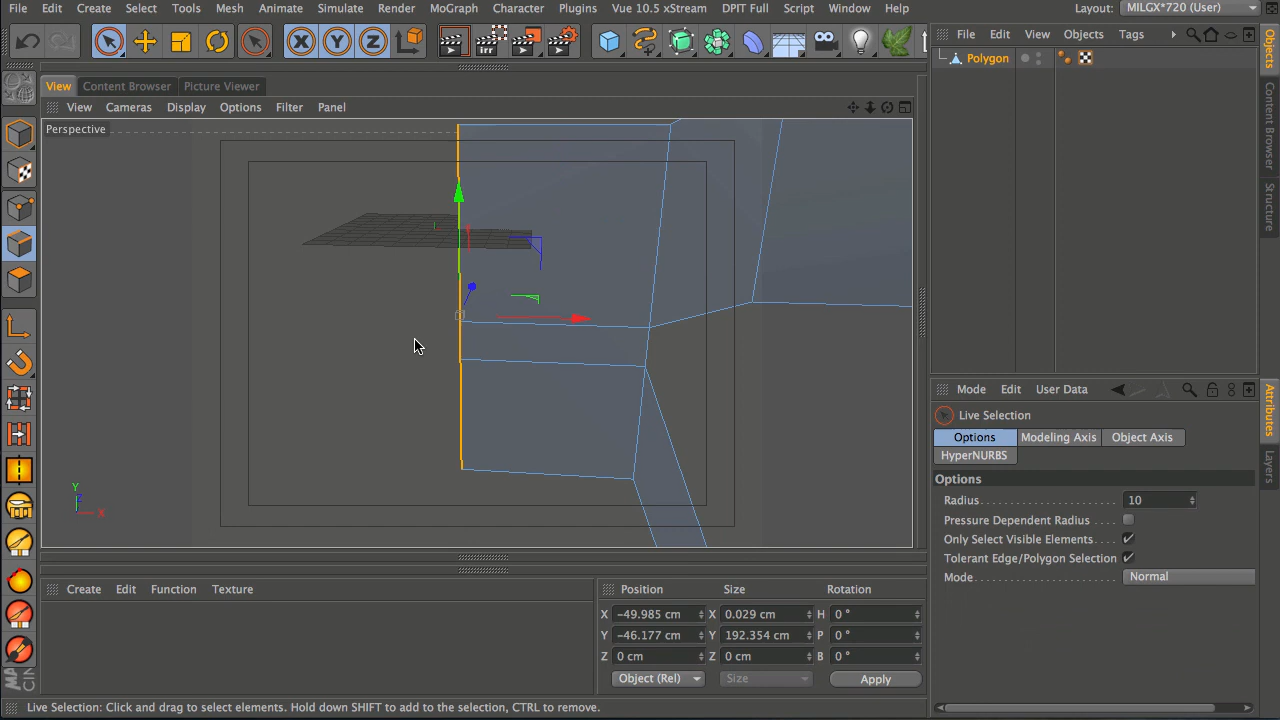 File Edit Create Select Tools Mesh Animate Simulate Render MoGraph Character Plugins Vue 10.5 xStream DPIT Full Script Window Help Layout: MILGX*720 (User)
irr
File Edit View Objects Tags
Polygon
View Content Browser Picture Viewer
View Cameras Display Options Filter Panel
Perspective
Y
Z
X
Objects
Content Browser
Structure
Mode Edit User Data
Live Selection
Options Modeling Axis Object Axis
HyperNURBS
Options
Radius 10
Pressure Dependent Radius
Only Select Visible Elements
Tolerant Edge/Polygon Selection
Mode Normal
Attributes
Layers
Create Edit Function Texture
Position Size Rotation
X -49.985 cm X 0.029 cm H 0 °
Y -46.177 cm Y 192.354 cm P 0 °
Z 0 cm Z 0 cm B 0 °
Object (Rel) Size Apply
Live Selection: Click and drag to select elements. Hold down SHIFT to add to the selection, CTRL to remove.